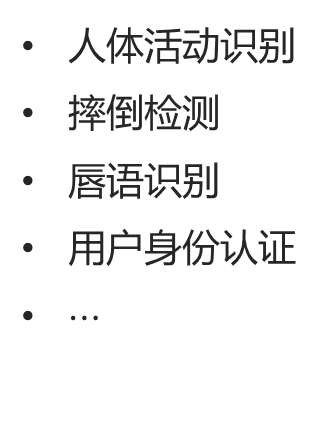 • 人体活动识别
• 摔倒检测
• 唇语识别
• 用户身份认证
• …